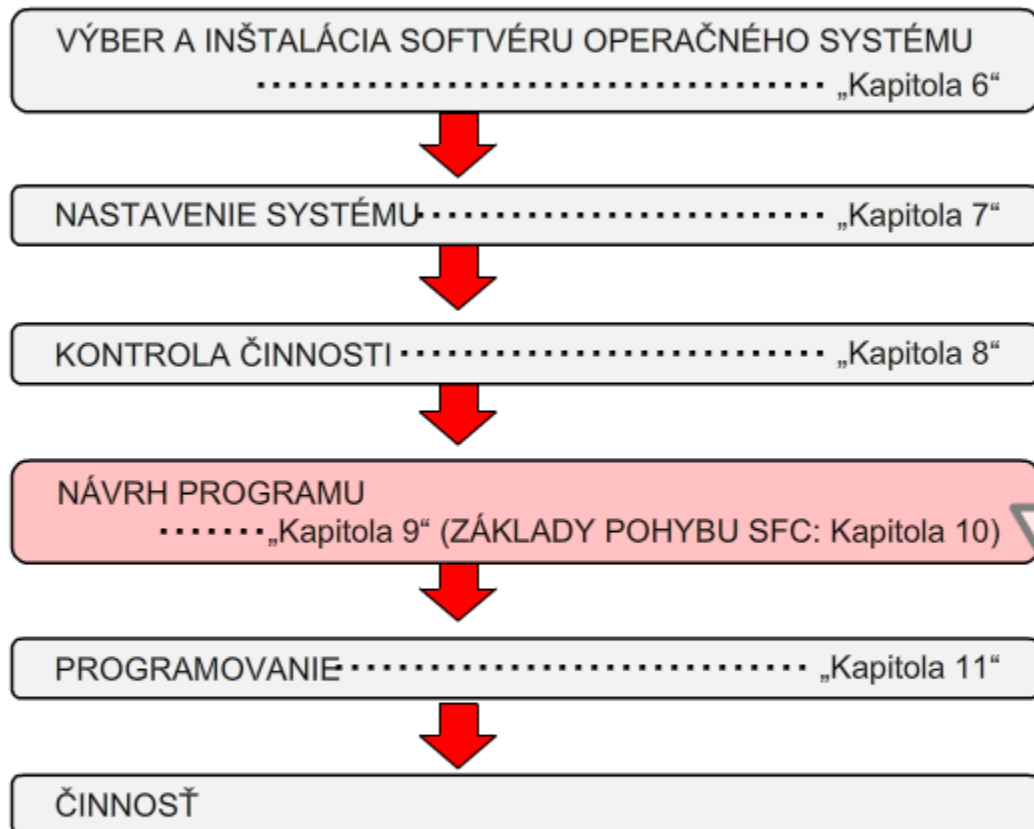 VÝBER A INŠTALÁCIA SOFTVÉRU OPERAČNÉHO SYSTÉMU
„Kapitola 6“
NASTAVENIE SYSTÉMU „Kapitola 7“
KONTROLA ČINNOSTI „Kapitola 8“
NÁVRH PROGRAMU
„Kapitola 9“ (ZÁKLADY POHYBU SFC: Kapitola 10)
PROGRAMOVANIE „Kapitola 11“
ČINNOSŤ